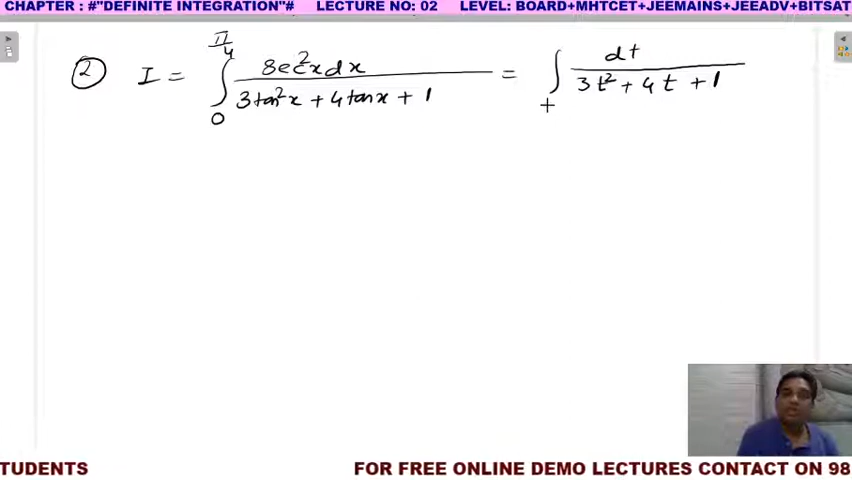 CHAPTER : #"DEFINITE INTEGRATION"# LECTURE NO: 02 LEVEL: BOARD+MHTCET+JEEMAINS+JEEADV+BITSAT
② I = ∫₀^(π/4) sec²x dx / (3tan²x + 4tanx + 1) = ∫ₜ dt / (3t² + 4t + 1)
TUDENTS FOR FREE ONLINE DEMO LECTURES CONTACT ON 98